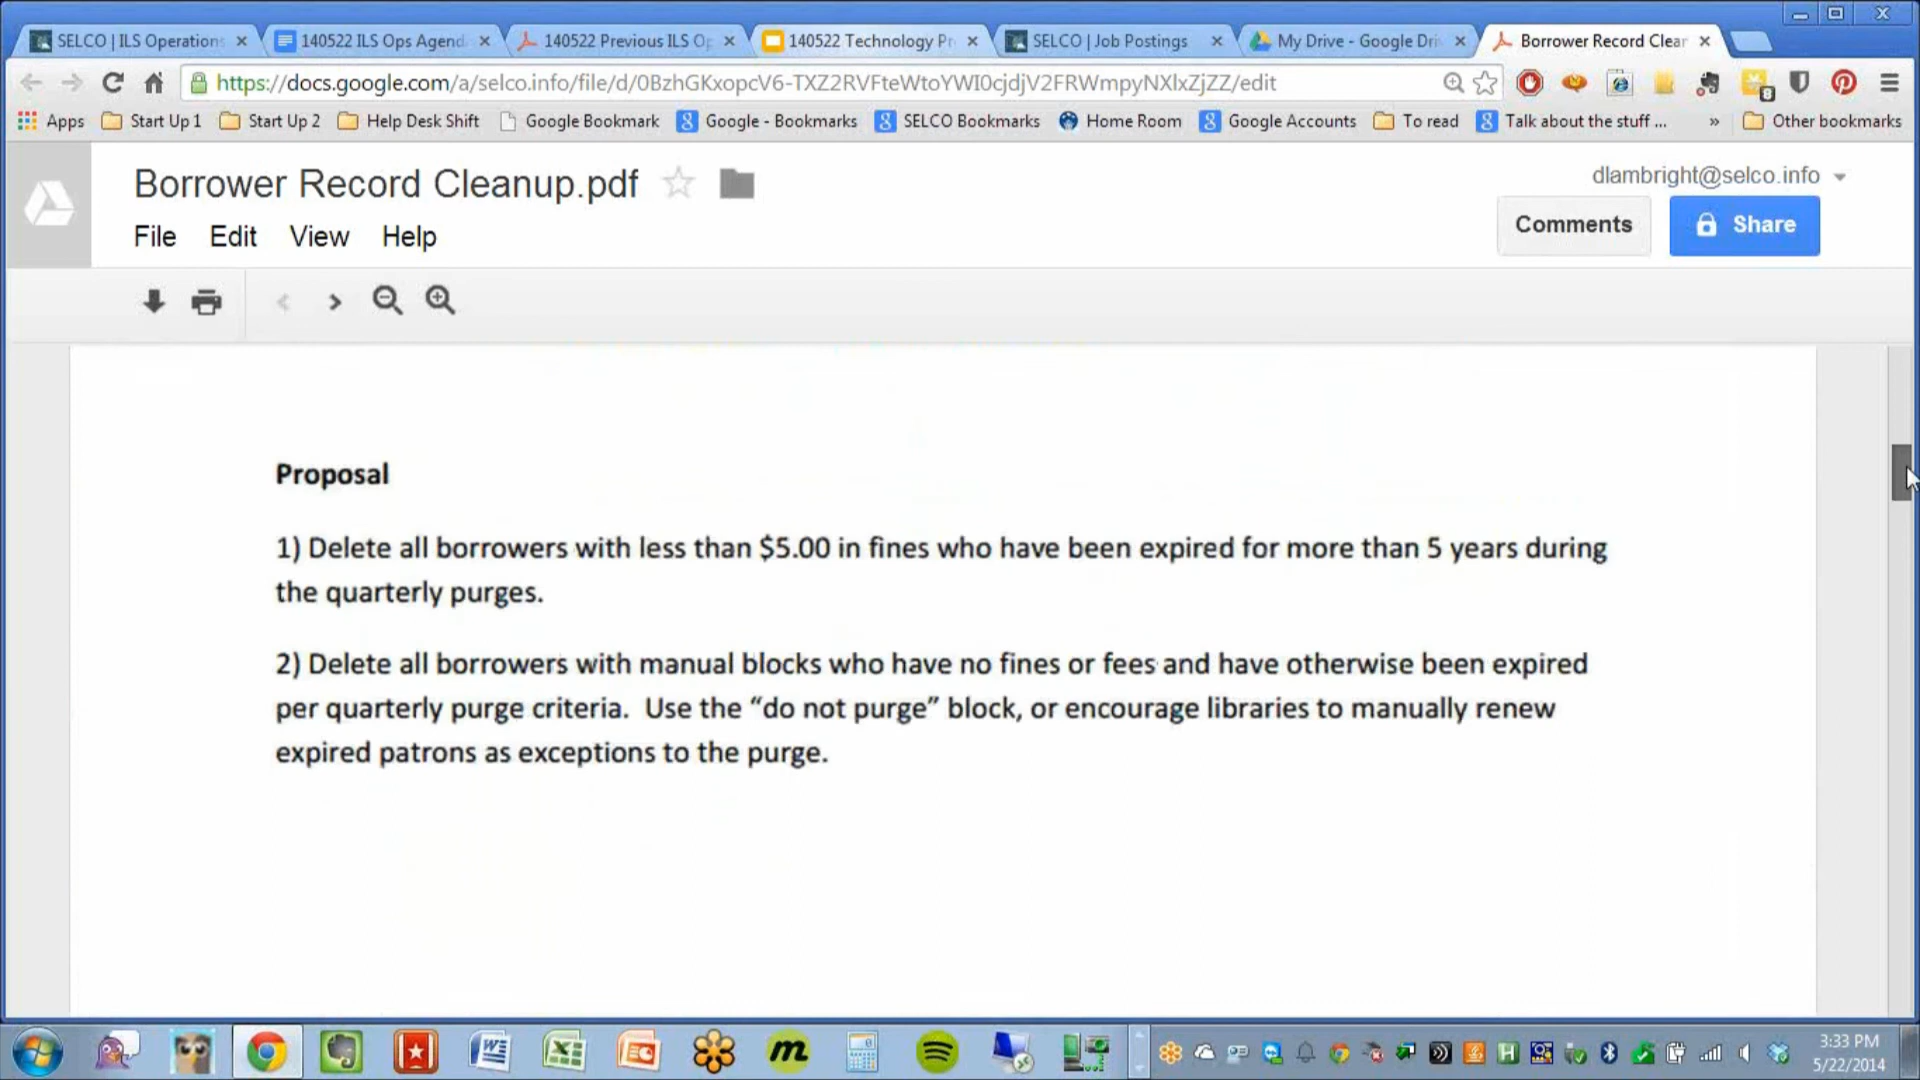 SELCO | ILS Operation
140522 ILS Ops Agend
140522 Previous ILS O
140522 Technology Pr
SELCO | Job Postings
My Drive - Google Dri
Borrower Record Clear
https://docs.google.com/a/selco.info/file/d/0BzhGKxopcV6-TXZ2RVFteWtoYWI0cjdjV2FRWmpyNXlxZjZZ/edit
8
Apps
Start Up 1
Start Up 2
Help Desk Shift
Google Bookmark
Google - Bookmarks
SELCO Bookmarks
Home Room
Google Accounts
To read
Talk about the stuff ...
»
Other bookmarks
Borrower Record Cleanup.pdf
dlambright@selco.info
File Edit View Help
Comments
Share
Proposal
1) Delete all borrowers with less than $5.00 in fines who have been expired for more than 5 years during
the quarterly purges.
2) Delete all borrowers with manual blocks who have no fines or fees and have otherwise been expired
per quarterly purge criteria. Use the “do not purge” block, or encourage libraries to manually renew
expired patrons as exceptions to the purge.
3:33 PM
5/22/2014